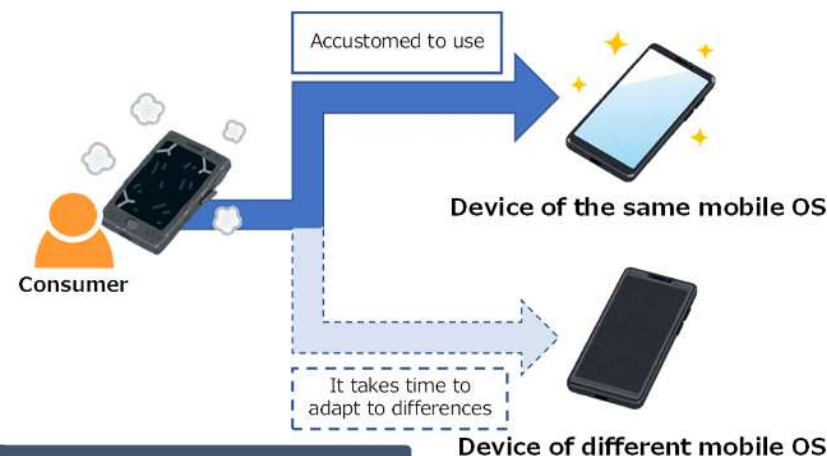 Accustomed to use
Device of the same mobile OS
Consumer
It takes time to
adapt to differences
Device of different mobile OS